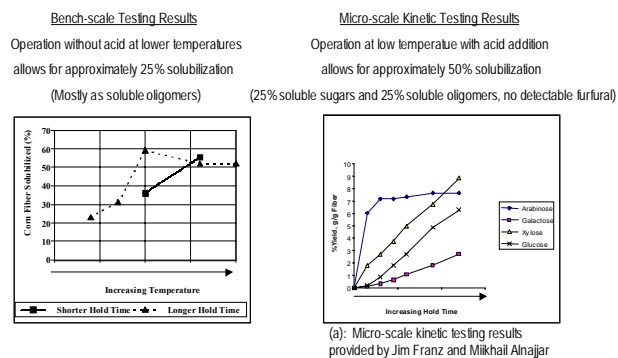 Bench-scale Testing Results
Operation without acid at lower temperatures
allows for approximately 25% solubilization
(Mostly as soluble oligomers)
Micro-scale Kinetic Testing Results
Operation at low temperatue with acid addition
allows for approximately 50% solubilization
(25% soluble sugars and 25% soluble oligomers, no detectable furfural)
Corn Fiber Solubilized (%)
70
60
50
40
30
20
10
0
Increasing Temperature
Shorter Hold Time
Longer Hold Time
%Yield, g/g Fiber
10
9
8
7
6
5
4
3
2
1
0
Increasing Hold Time
Arabinose
Galactose
Xylose
Glucose
(a): Micro-scale kinetic testing results
provided by Jim Franz and Miikhail Alnajjar